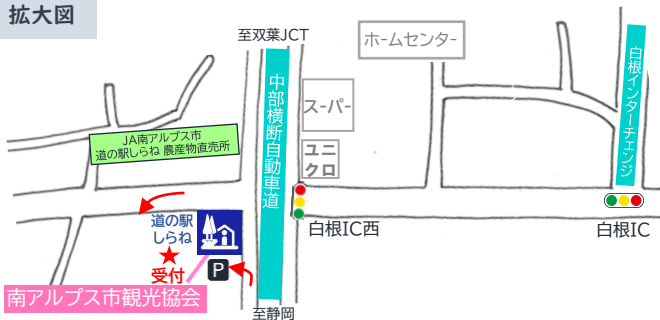 拡大図
至双葉JCT
ホームセンター
中部横断自動車道
白根インターチェンジ
スーパー
JA南アルプス市
道の駅しらね 農産物直売所
ユニ
クロ
道の駅
しらね
白根IC西
白根IC
受付
P
南アルプス市観光協会
至静岡